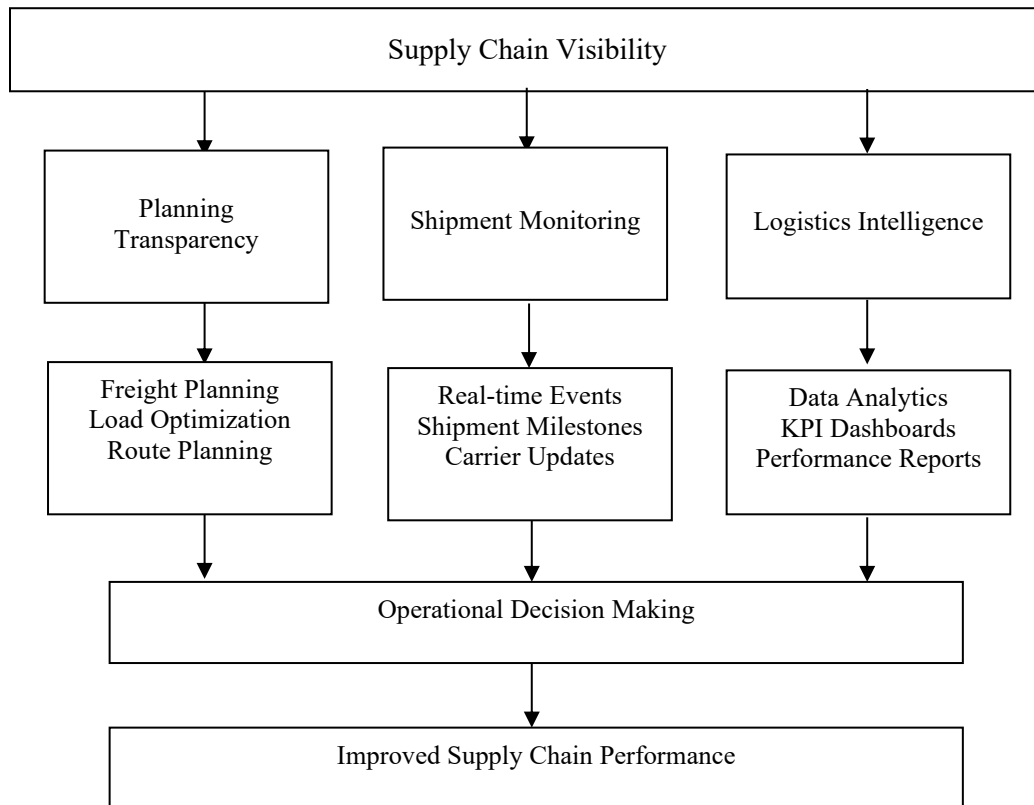 Supply Chain Visibility
Planning
Transparency
Shipment Monitoring
Logistics Intelligence
Freight Planning
Load Optimization
Route Planning
Real-time Events
Shipment Milestones
Carrier Updates
Data Analytics
KPI Dashboards
Performance Reports
Operational Decision Making
Improved Supply Chain Performance